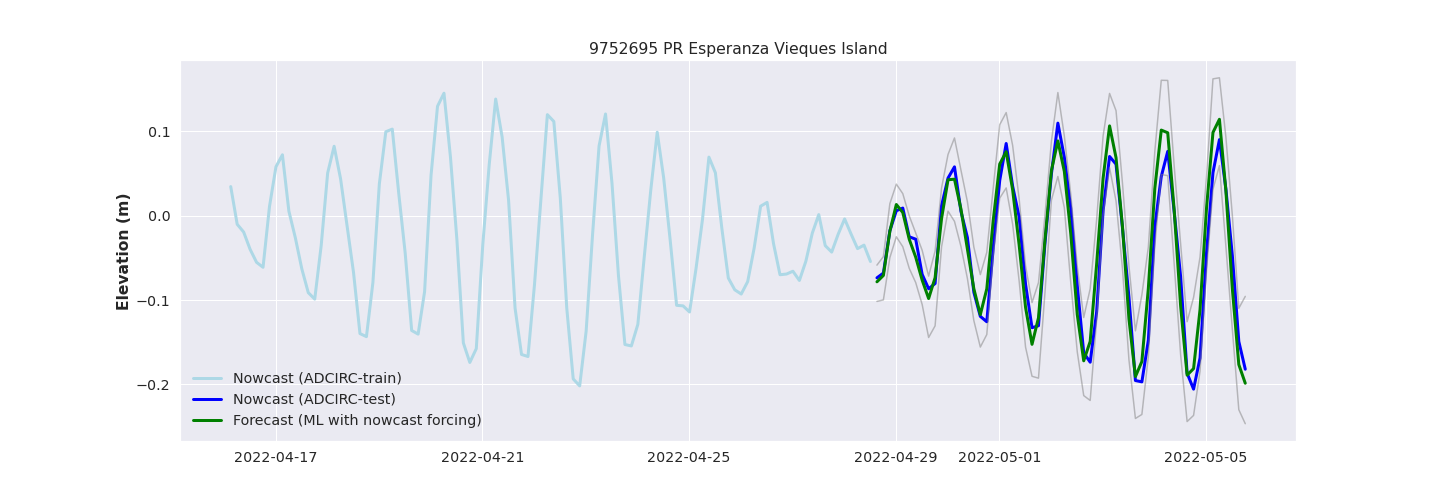 9752695 PR Esperanza Vieques Island
Elevation (m)
0.1
0.0
−0.1
−0.2
Nowcast (ADCIRC-train)
Nowcast (ADCIRC-test)
Forecast (ML with nowcast forcing)
2022-04-17 2022-04-21 2022-04-25 2022-04-29 2022-05-01 2022-05-05